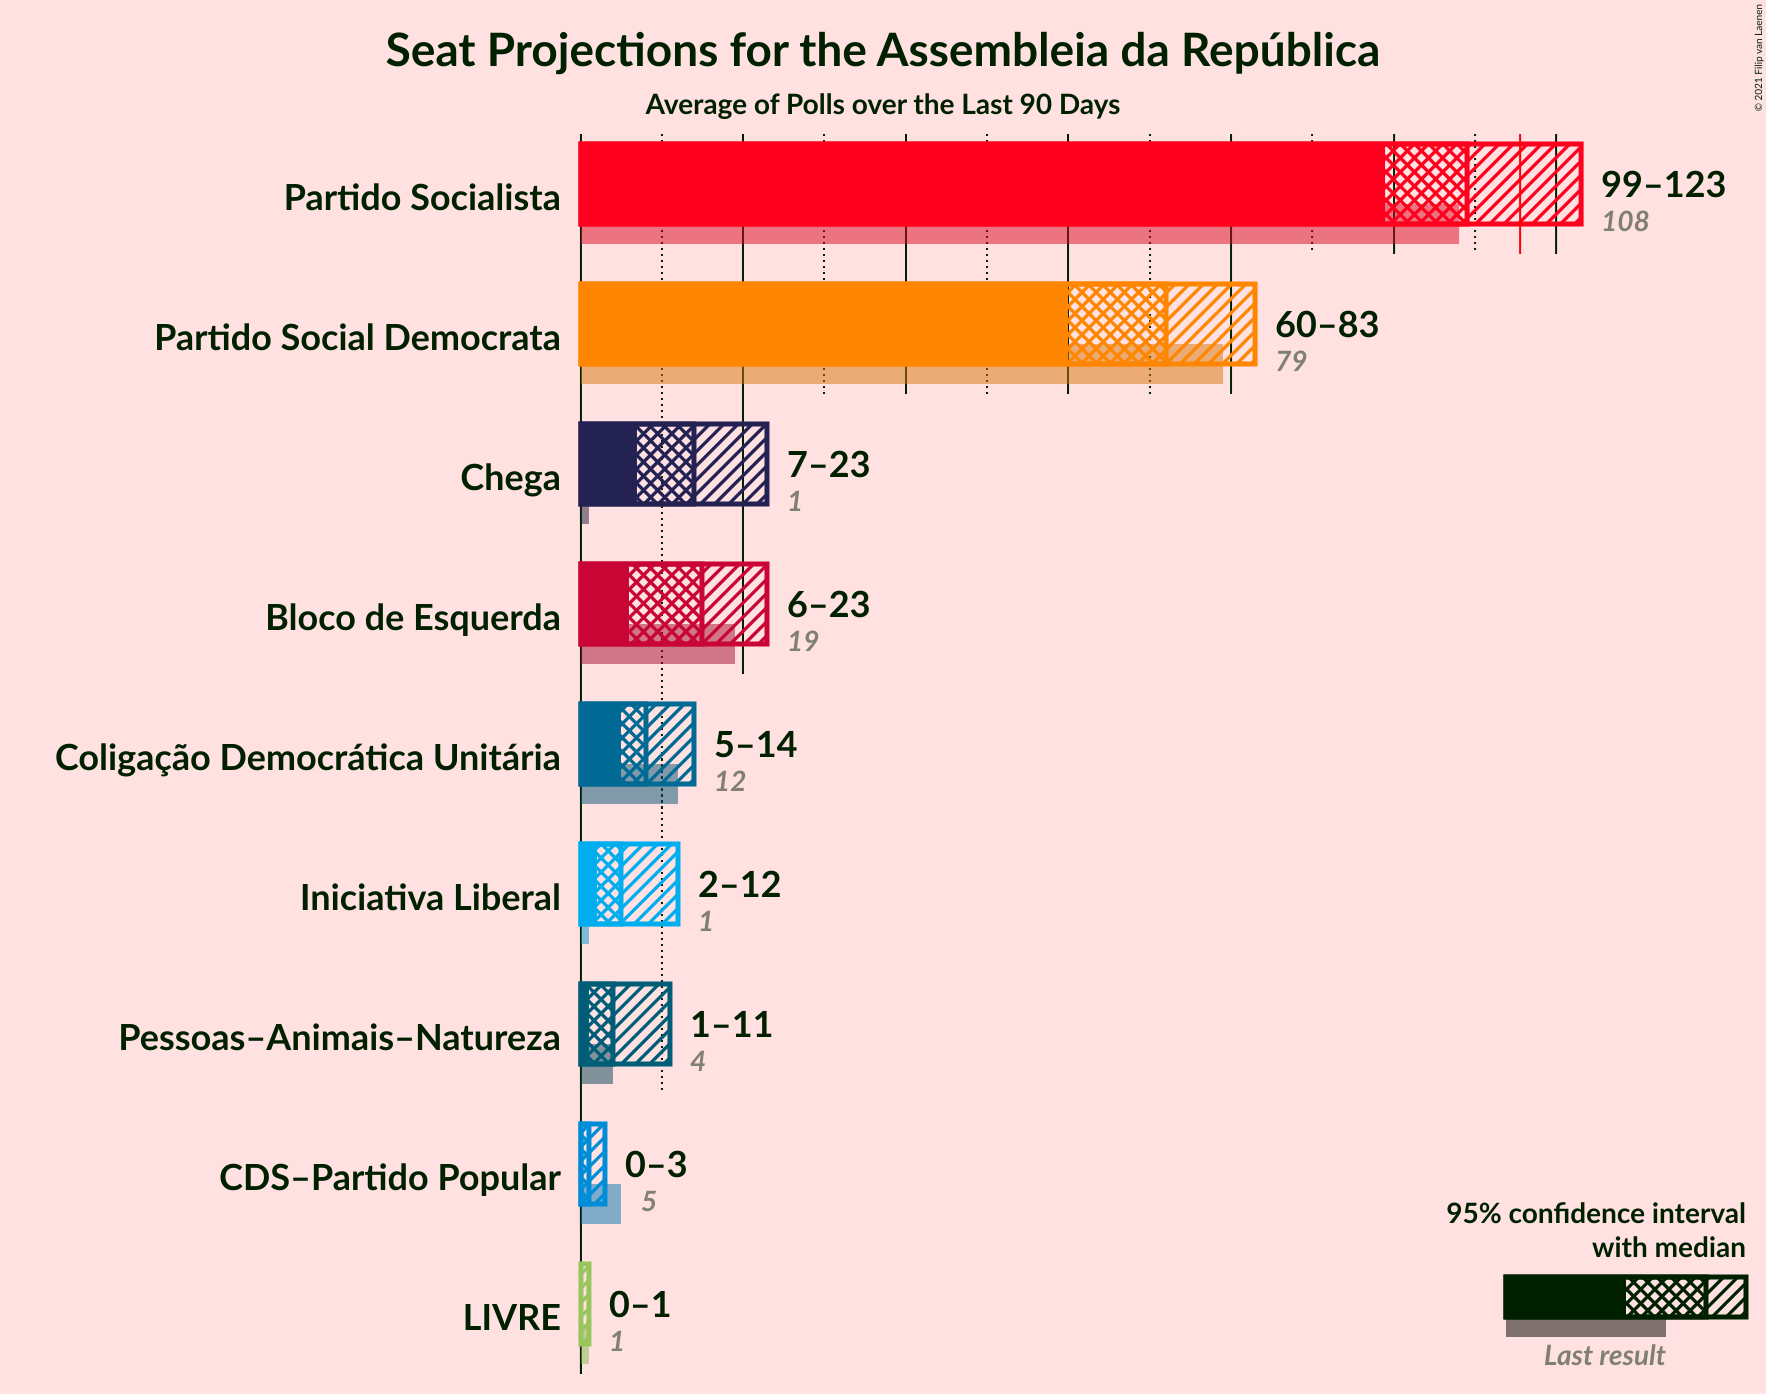 Seat Projections for the Assembleia da República
Average of Polls over the Last 90 Days
© 2021 Filip van Laenen
Partido Socialista
99–123
108
Partido Social Democrata
60–83
79
Chega
7–23
1
Bloco de Esquerda
6–23
19
Coligação Democrática Unitária
5–14
12
Iniciativa Liberal
2–12
1
Pessoas–Animais–Natureza
1–11
4
CDS–Partido Popular
0–3
5
LIVRE
0–1
1
95% confidence interval
with median
Last result